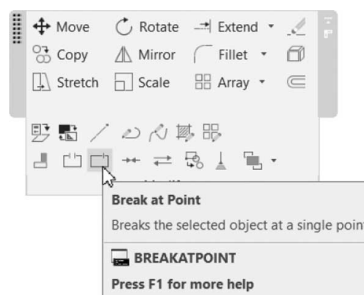 Move Rotate Extend
Copy Mirror Fillet
Stretch Scale Array
Break at Point
Breaks the selected object at a single poin
BREAKATPOINT
Press F1 for more help